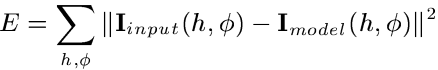 E = \sum_{h,\phi} \| \mathbf{I}_{input}(h, \phi) - \mathbf{I}_{model}(h, \phi) \|^2